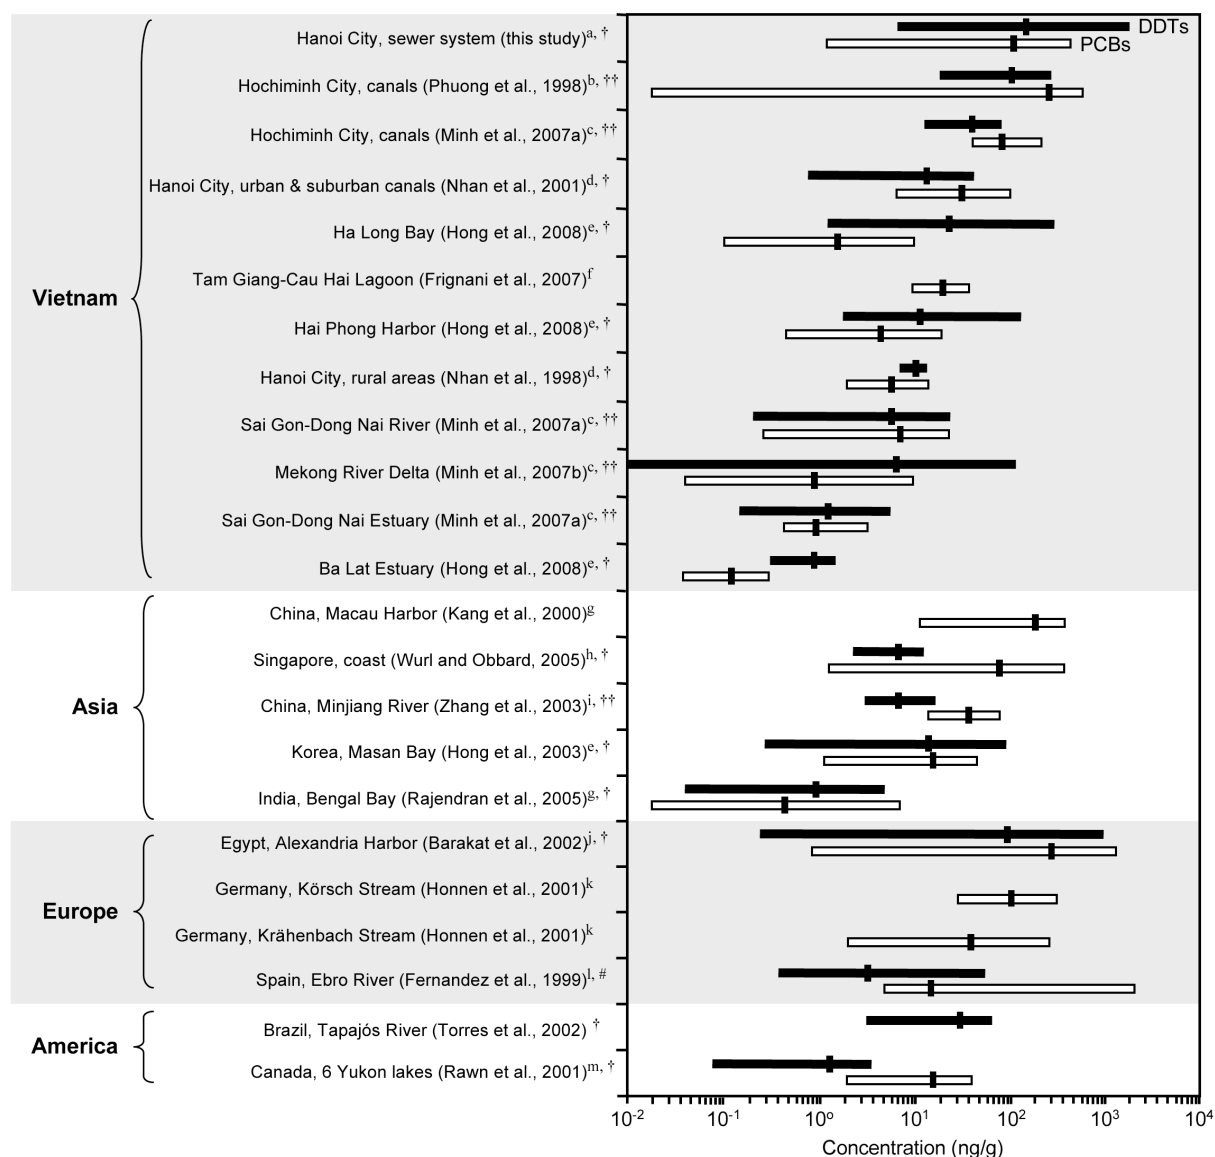 Hanoi City, sewer system (this study)a, †
DDTs
PCBs
Hochiminh City, canals (Phuong et al., 1998)b, ††
Hochiminh City, canals (Minh et al., 2007a)c, ††
Hanoi City, urban & suburban canals (Nhan et al., 2001)d, †
Ha Long Bay (Hong et al., 2008)e, †
Tam Giang-Cau Hai Lagoon (Frignani et al., 2007)f
Vietnam
Hai Phong Harbor (Hong et al., 2008)e, †
Hanoi City, rural areas (Nhan et al., 1998)d, †
Sai Gon-Dong Nai River (Minh et al., 2007a)c, ††
Mekong River Delta (Minh et al., 2007b)c, ††
Sai Gon-Dong Nai Estuary (Minh et al., 2007a)c, ††
Ba Lat Estuary (Hong et al., 2008)e, †
China, Macau Harbor (Kang et al., 2000)g
Singapore, coast (Wurl and Obbard, 2005)h, †
Asia
China, Minjiang River (Zhang et al., 2003)i, ††
Korea, Masan Bay (Hong et al., 2003)e, †
India, Bengal Bay (Rajendran et al., 2005)g, †
Egypt, Alexandria Harbor (Barakat et al., 2002)j, †
Germany, Körsch Stream (Honnen et al., 2001)k
Europe
Germany, Krähenbach Stream (Honnen et al., 2001)k
Spain, Ebro River (Fernandez et al., 1999)l, #
Brazil, Tapajós River (Torres et al., 2002) †
America
Canada, 6 Yukon lakes (Rawn et al., 2001)m, †
10-2 10-1 10o 101 102 103 104
Concentration (ng/g)